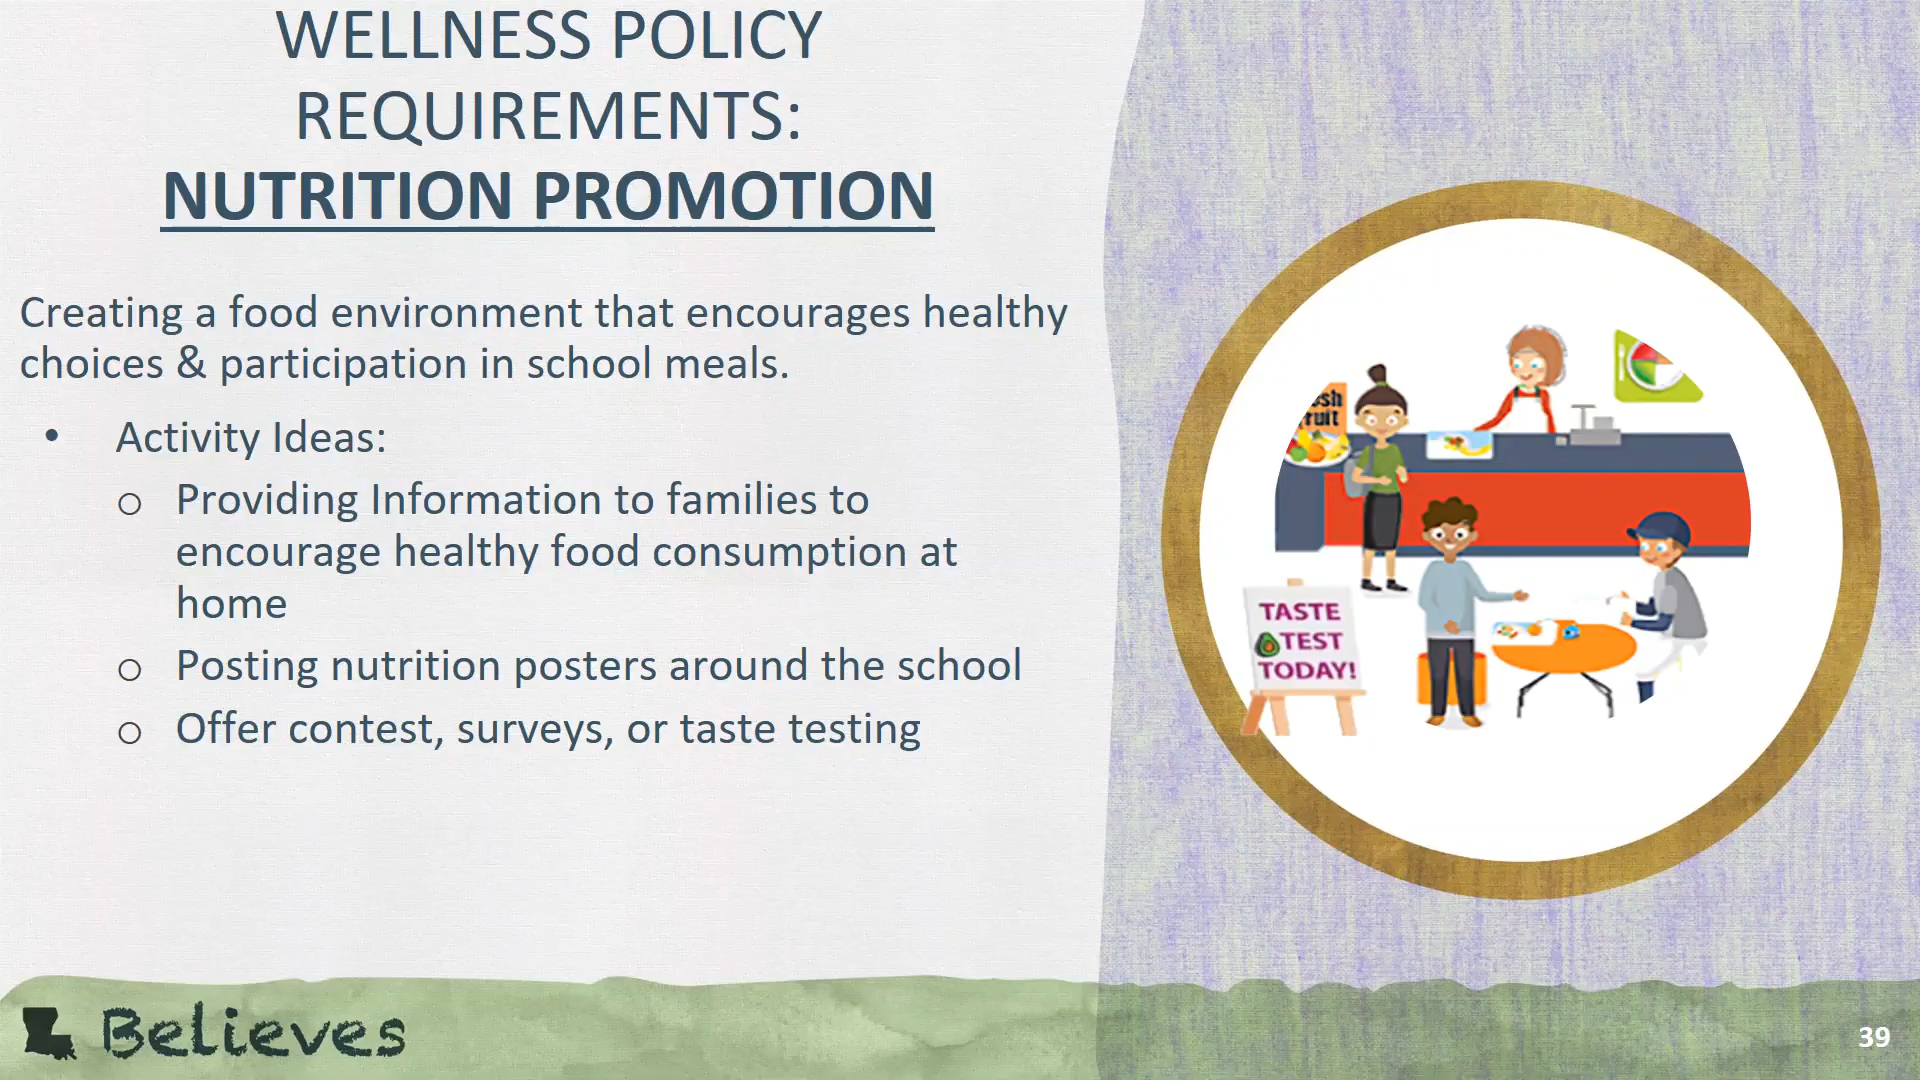 WELLNESS POLICY
REQUIREMENTS:
NUTRITION PROMOTION
Creating a food environment that encourages healthy
choices & participation in school meals.
• Activity Ideas:
o Providing Information to families to
encourage healthy food consumption at
home
o Posting nutrition posters around the school
o Offer contest, surveys, or taste testing
TASTE
TEST
TODAY!
Believes
39